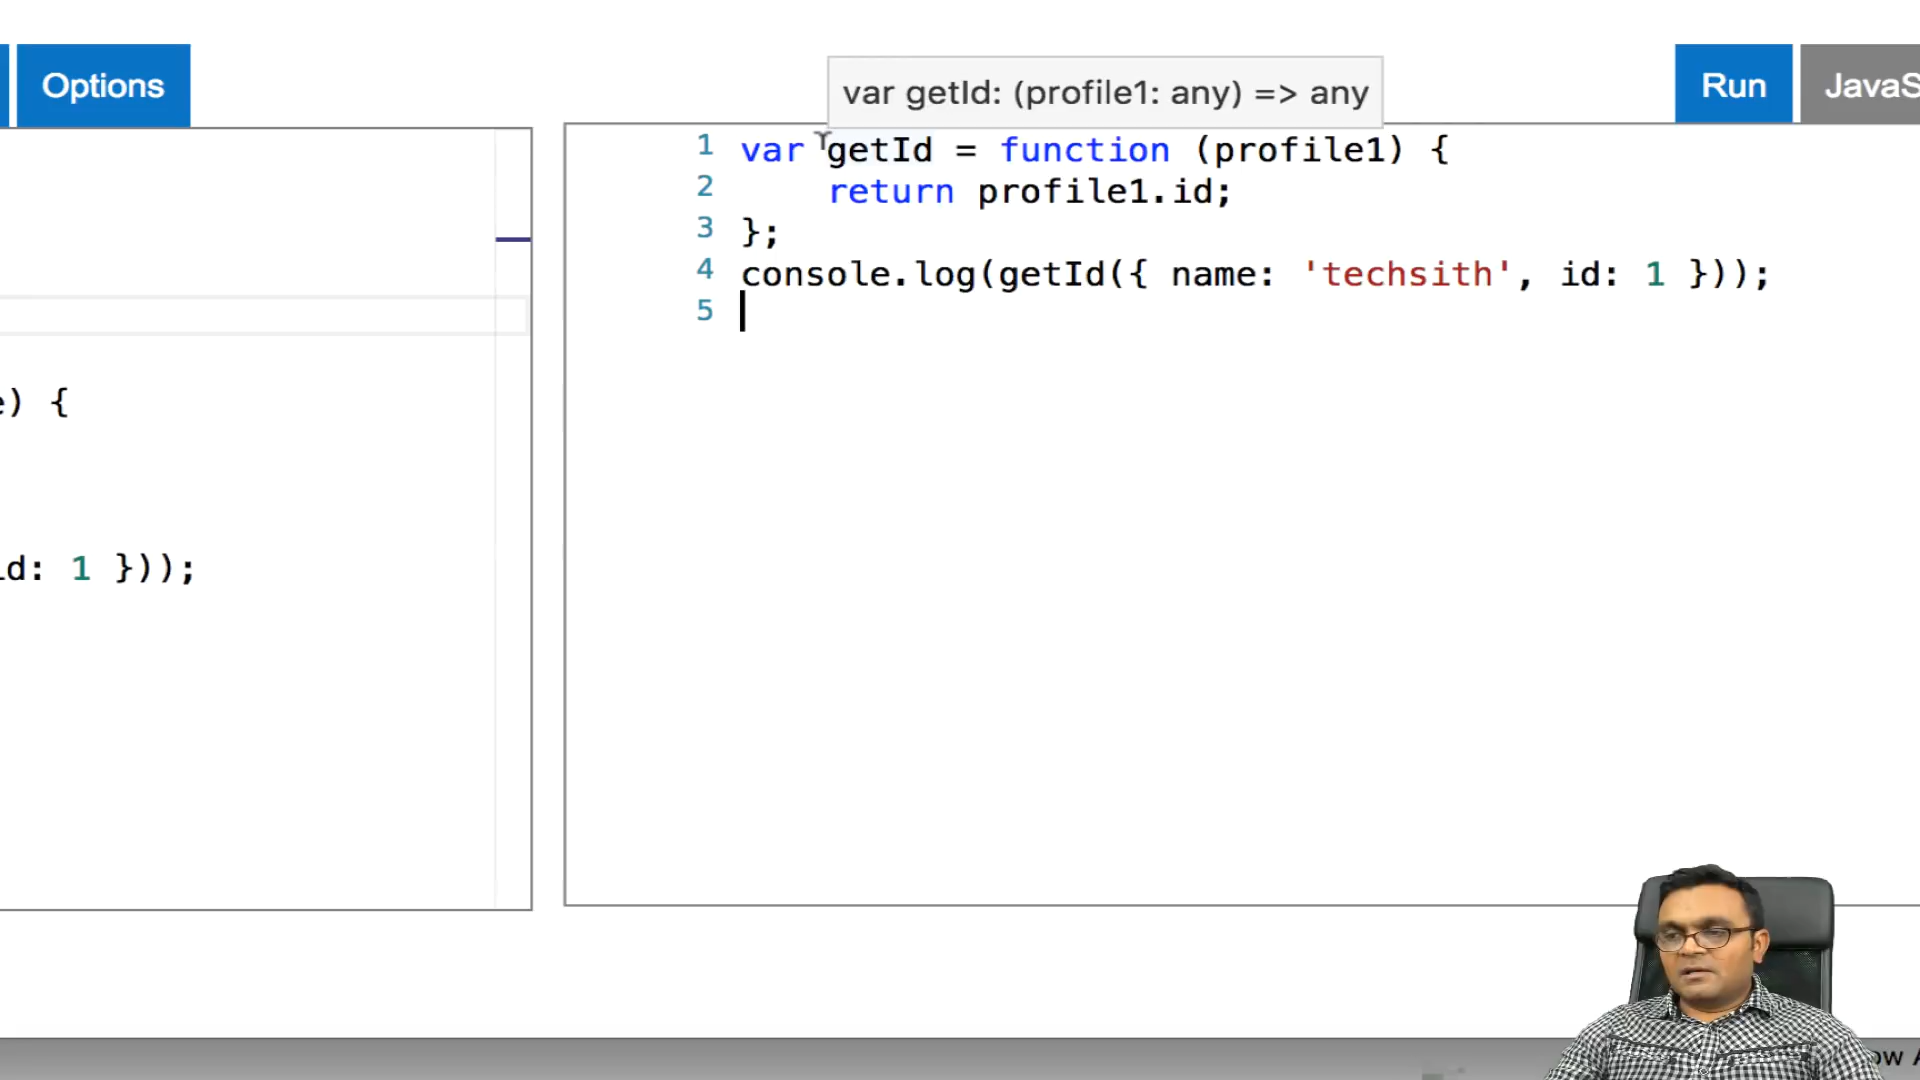 Options
var getId: (profile1: any) => any
Run
JavaS
1 var getId = function (profile1) {
2 return profile1.id;
3 };
4 console.log(getId({ name: 'techsith', id: 1 }));
5
) {
d: 1 }));
ow A